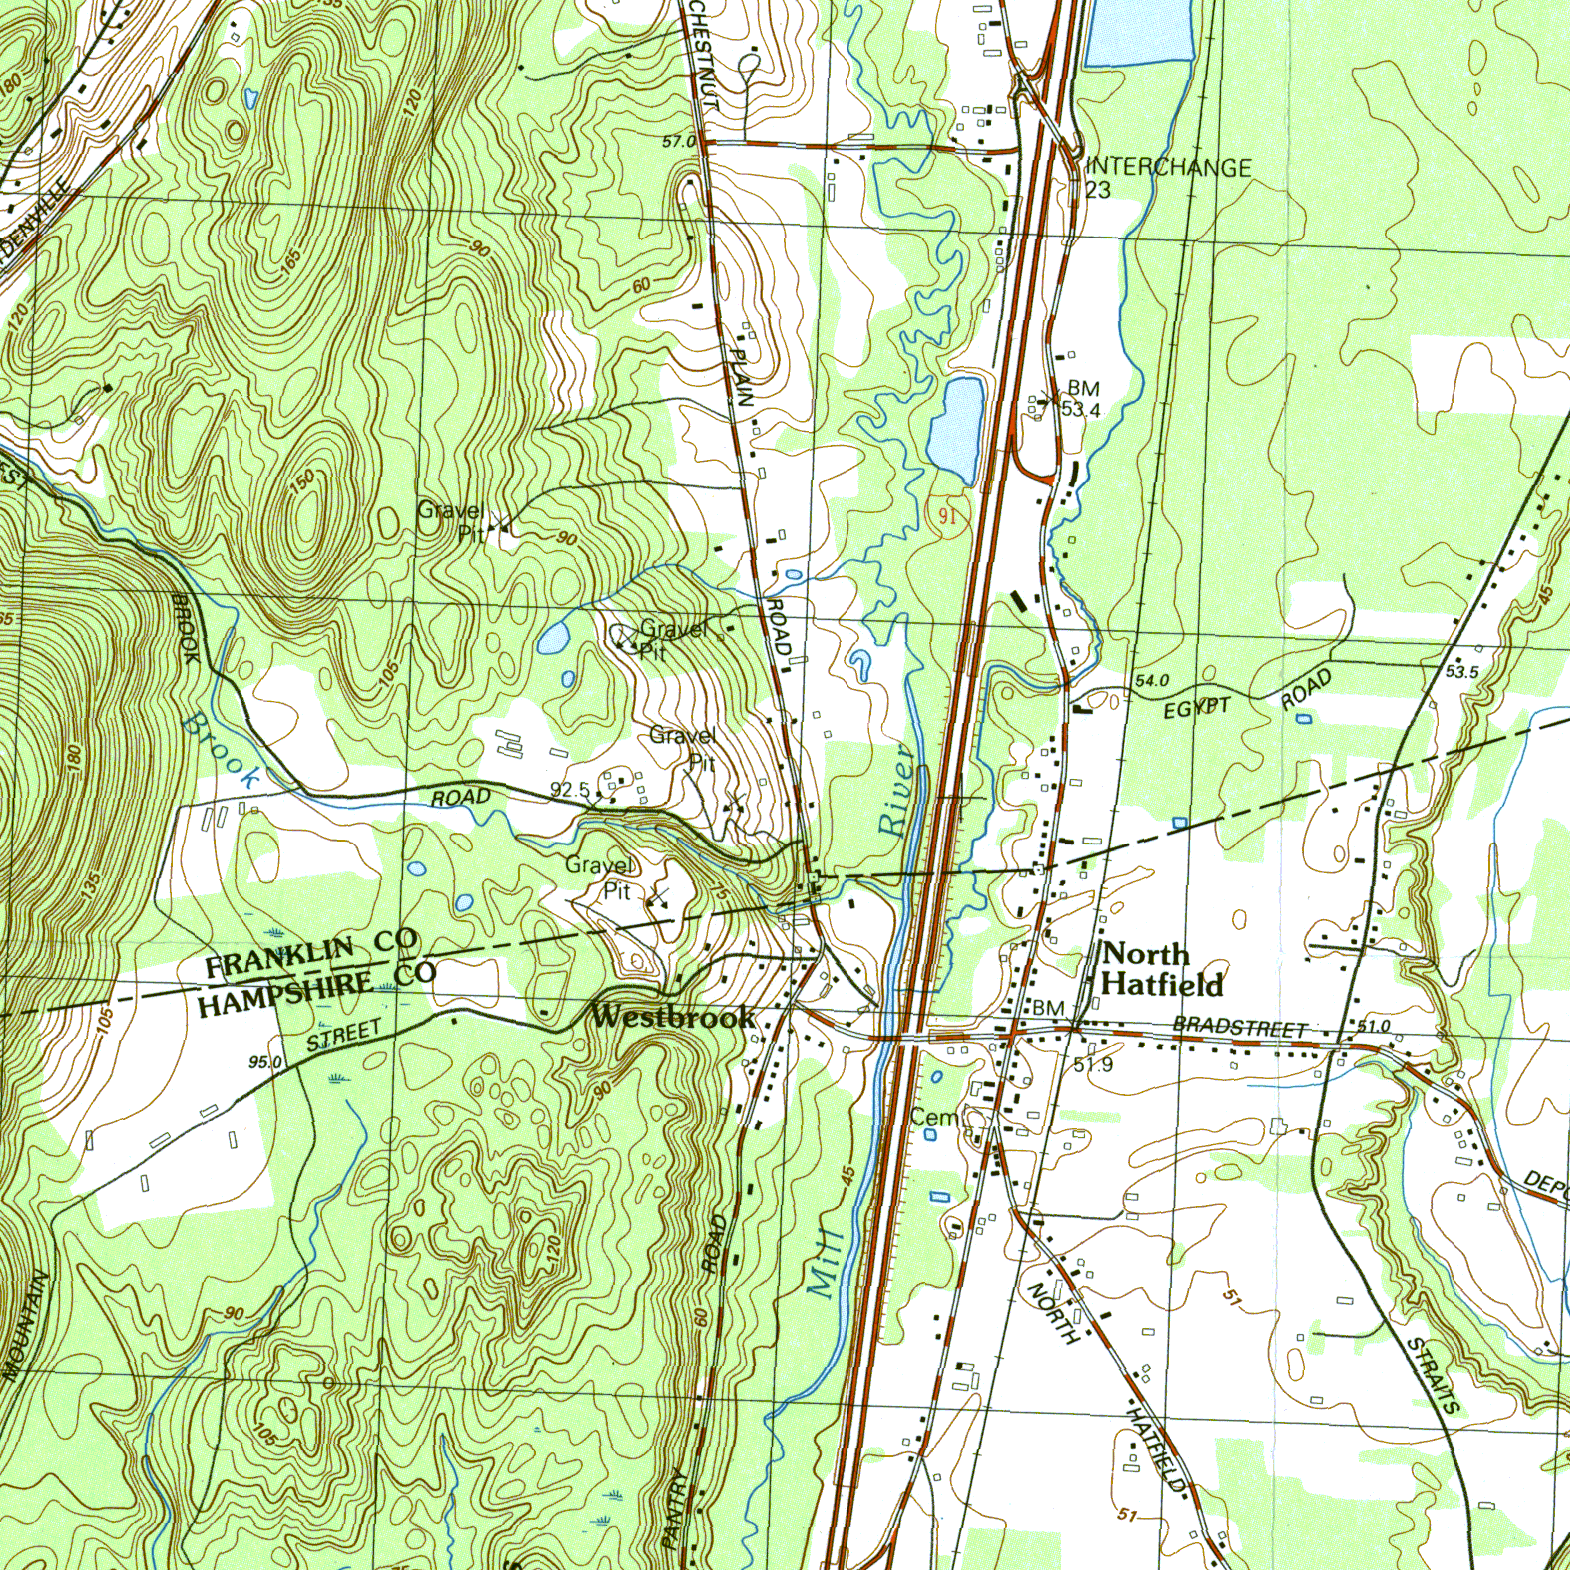 CHESTNUT
180
120
57.0
INTERCHANGE
23
165
90
60
120
PLAIN
BM
53.4
150
Gravel
Pit
91
90
45
BROOK
ROAD
Gravel
Pit
105
54.0
EGYPT
ROAD
53.5
Brook
Gravel
Pit
180
ROAD
92.5
River
Gravel
Pit
75
135
FRANKLIN CO
HAMPSHIRE CO
North
Hatfield
105
Westbrook
BM
BRADSTREET
51.0
STREET
95.0
51.9
90
Cem
45
ROAD
120
Mill
MOUNTAIN
90
60
NORTH
51
STRAITS
105
HATFIELD
PANTRY
51